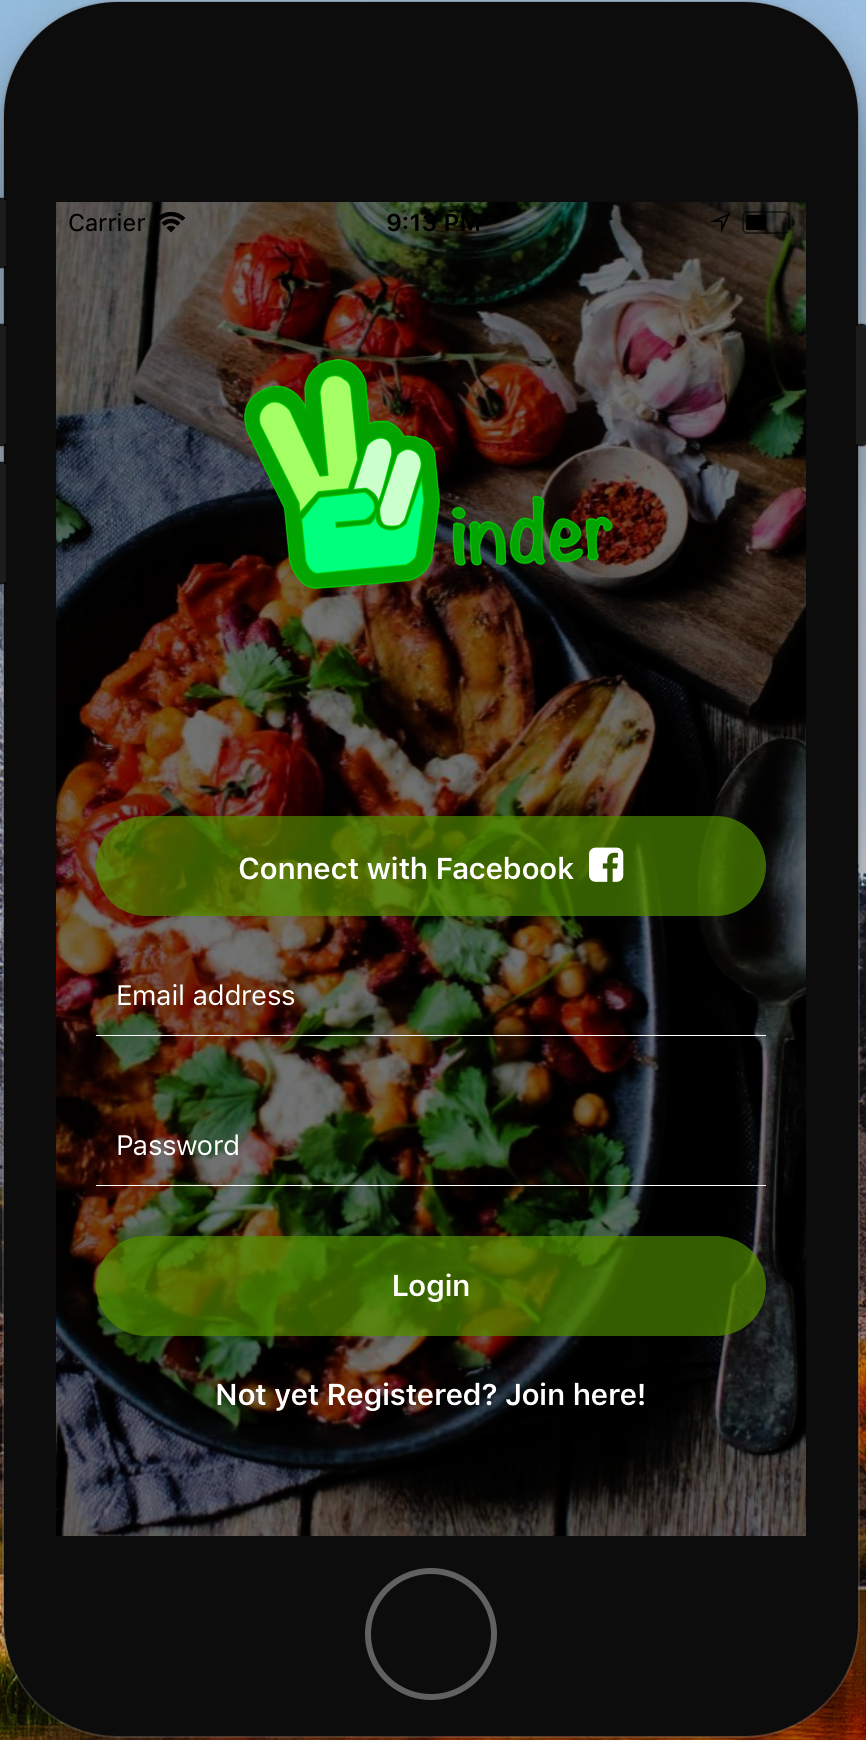 Carrier 9:13 PM
inder
Connect with Facebook
Email address
Password
Login
Not yet Registered? Join here!